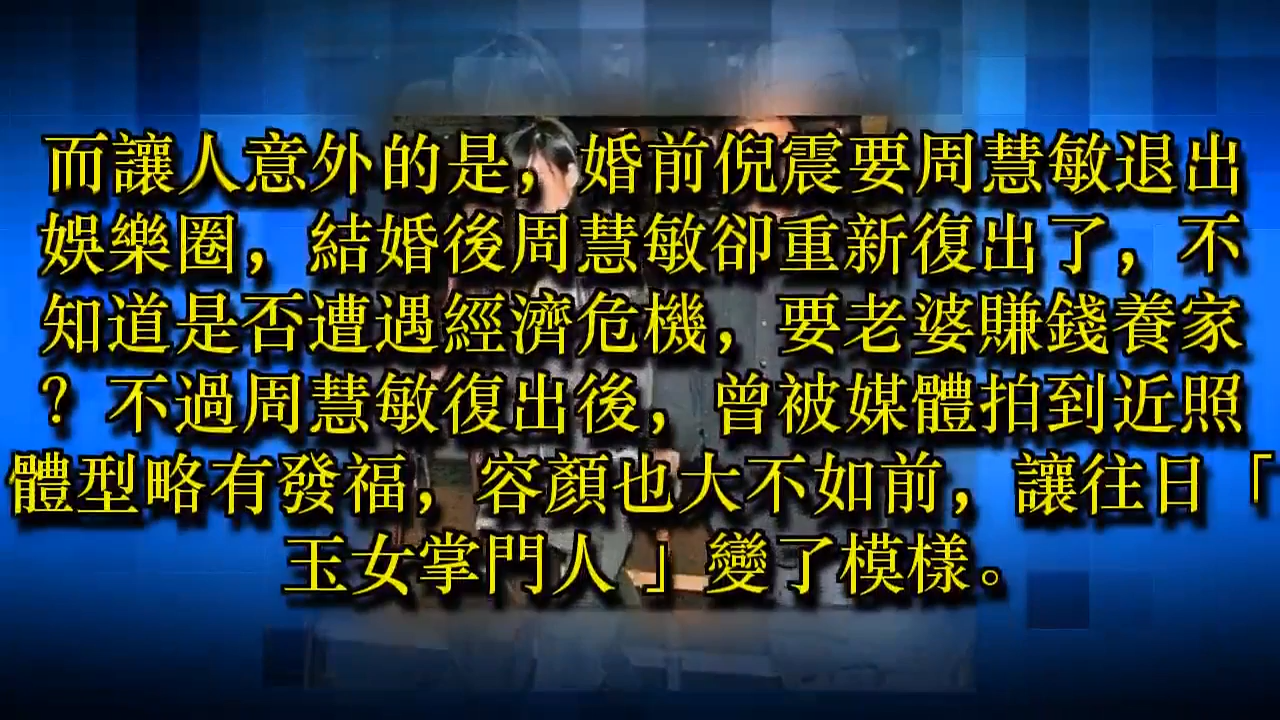 而讓人意外的是，婚前倪震要周慧敏退出
娛樂圈，結婚後周慧敏卻重新復出了，不
知道是否遭遇經濟危機，要老婆賺錢養家
？不過周慧敏復出後，曾被媒體拍到近照
體型略有發福，容顏也大不如前，讓往日「
玉女掌門人」變了模樣。